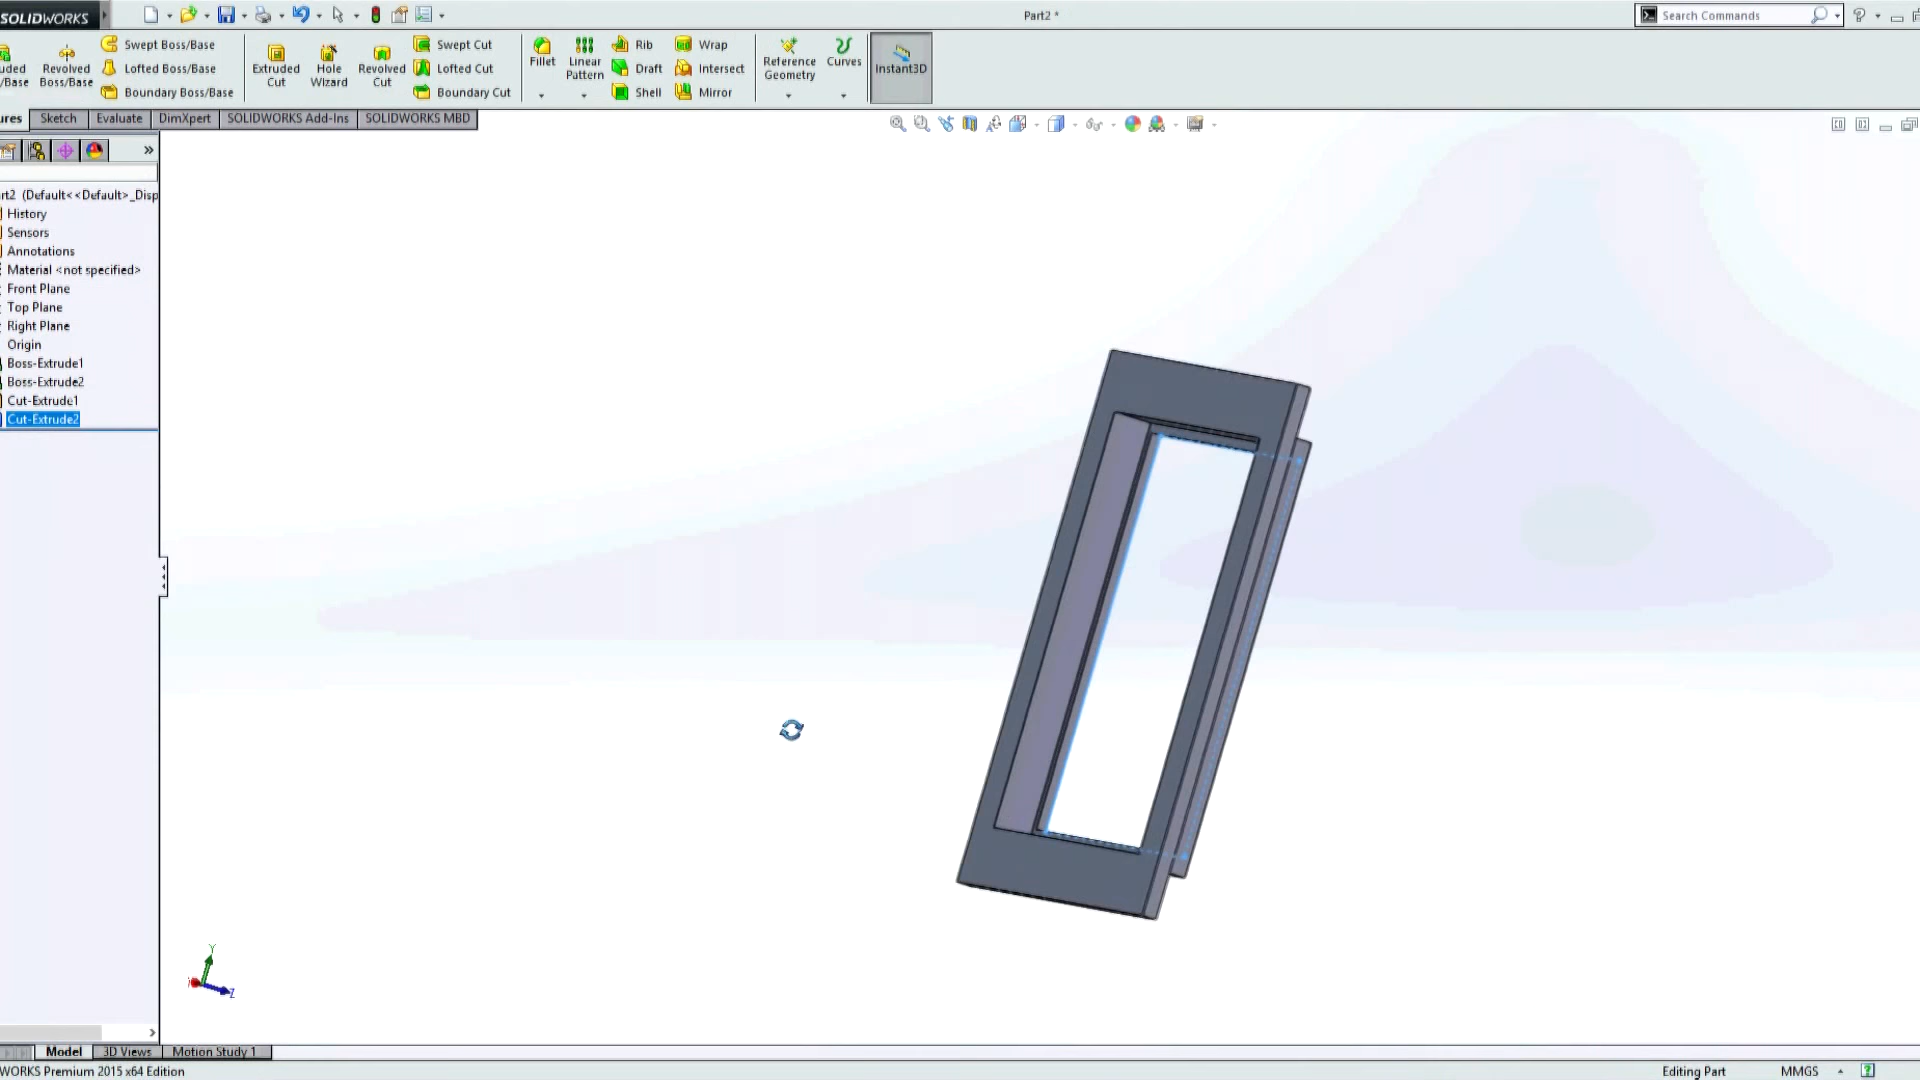 SOLIDWORKS
Part2 *
Search Commands
uded
/Base
Revolved
Boss/Base
Swept Boss/Base
Lofted Boss/Base
Boundary Boss/Base
Extruded
Cut
Hole
Wizard
Revolved
Cut
Swept Cut
Lofted Cut
Boundary Cut
Fillet
Linear
Pattern
Rib
Draft
Shell
Wrap
Intersect
Mirror
Reference
Geometry
Curves
Instant3D
ures
Sketch
Evaluate
DimXpert
SOLIDWORKS Add-Ins
SOLIDWORKS MBD
rt2 (Default<<Default>_Disp
History
Sensors
Annotations
Material <not specified>
Front Plane
Top Plane
Right Plane
Origin
Boss-Extrude1
Boss-Extrude2
Cut-Extrude1
Cut-Extrude2
Y
Z
Model
3D Views
Motion Study 1
WORKS Premium 2015 x64 Edition
Editing Part
MMGS